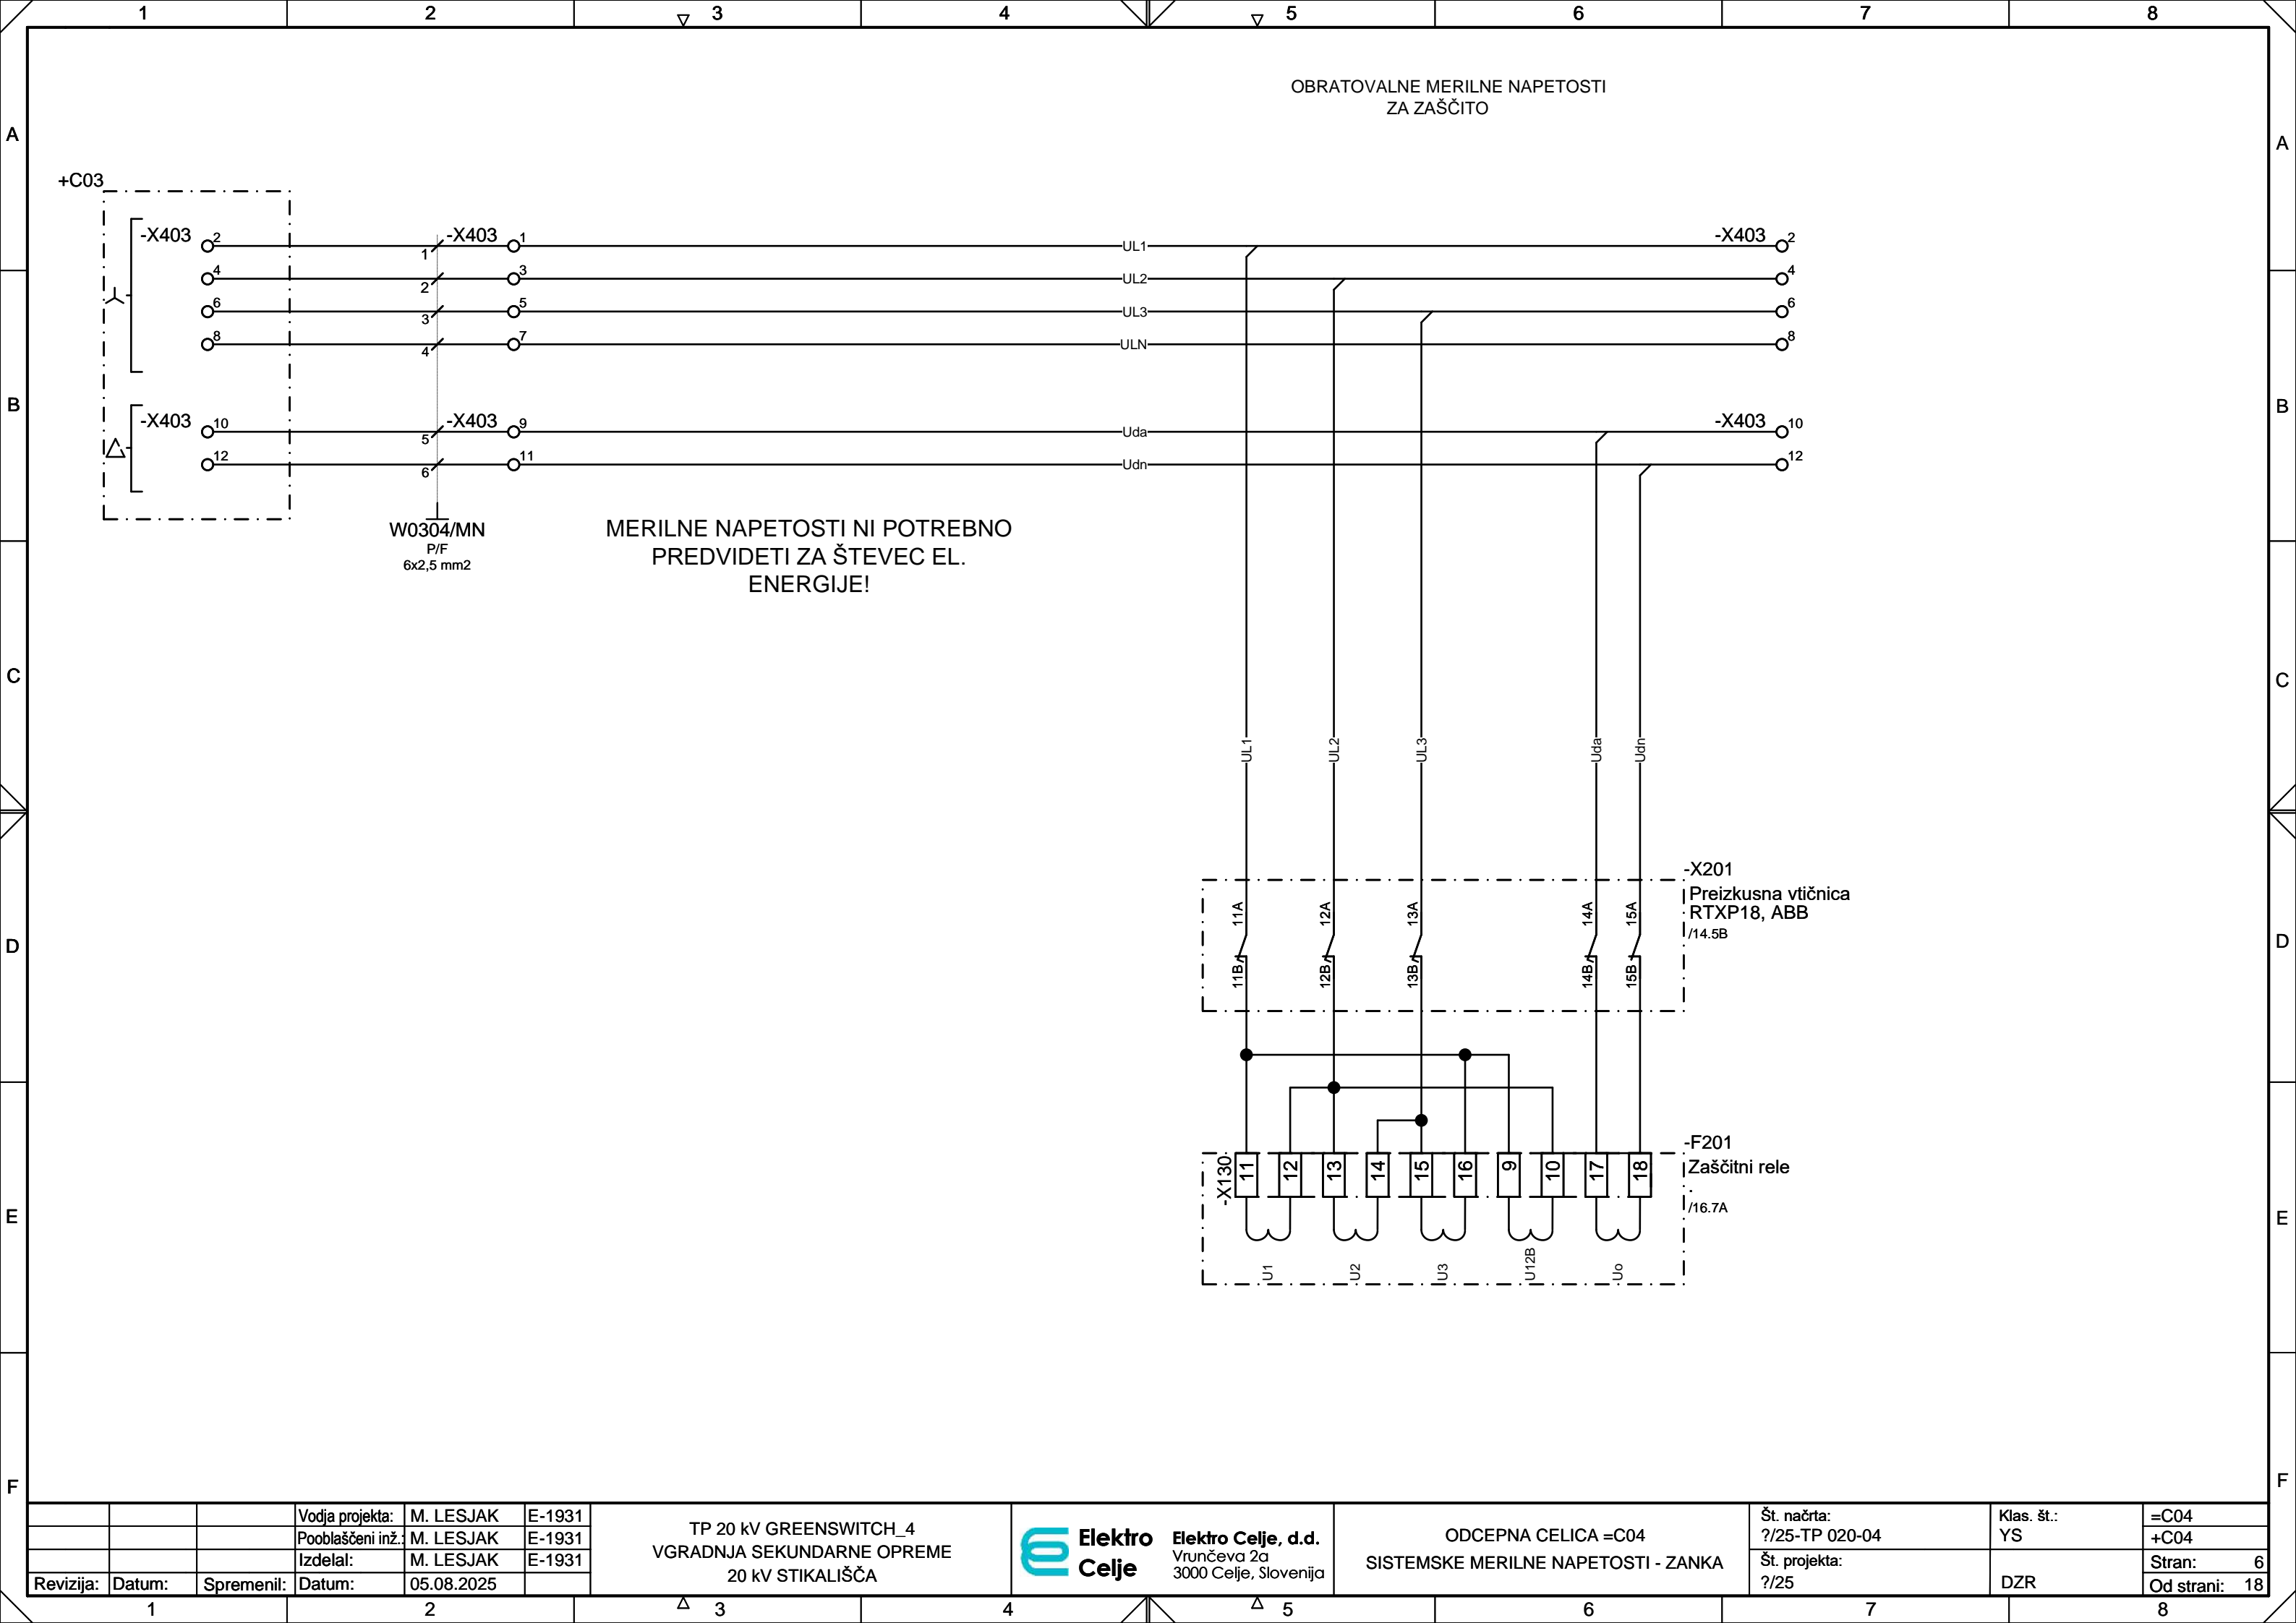 1 2 3 4 5 6 7 8
OBRATOVALNE MERILNE NAPETOSTI
ZA ZAŠČITO
A A
+C03
-X403 2 1 -X403 1 UL1 -X403 2
4 2 3 UL2 4
6 3 5 UL3 6
8 4 7 ULN 8
B B
-X403 10 5 -X403 9 Uda -X403 10
12 6 11 Udn 12
W0304/MN
P/F
6x2,5 mm2
MERILNE NAPETOSTI NI POTREBNO
PREDVIDETI ZA ŠTEVEC EL.
ENERGIJE!
C C
UL1 UL2 UL3 Uda Udn
-X201
Preizkusna vtičnica
RTXP18, ABB
/14.5B
11A 12A 13A 14A 15A
D D
11B 12B 13B 14B 15B
-F201
Zaščitni rele
-
/16.7A
-X130 11 12 13 14 15 16 9 10 17 18
E E
U1 U2 U3 U12B Uo
F F
Vodja projekta: M. LESJAK E-1931
Pooblaščeni inž.: M. LESJAK E-1931
Izdelal: M. LESJAK E-1931
Revizija: Datum: Spremenil: Datum: 05.08.2025
TP 20 kV GREENSWITCH_4
VGRADNJA SEKUNDARNE OPREME
20 kV STIKALIŠČA
Elektro
Celje
Elektro Celje, d.d.
Vrunčeva 2a
3000 Celje, Slovenija
ODCEPNA CELICA =C04
SISTEMSKE MERILNE NAPETOSTI - ZANKA
Št. načrta:
?/25-TP 020-04
Št. projekta:
?/25
Klas. št.:
YS
DZR
=C04
+C04
Stran: 6
Od strani: 18
1 2 3 4 5 6 7 8